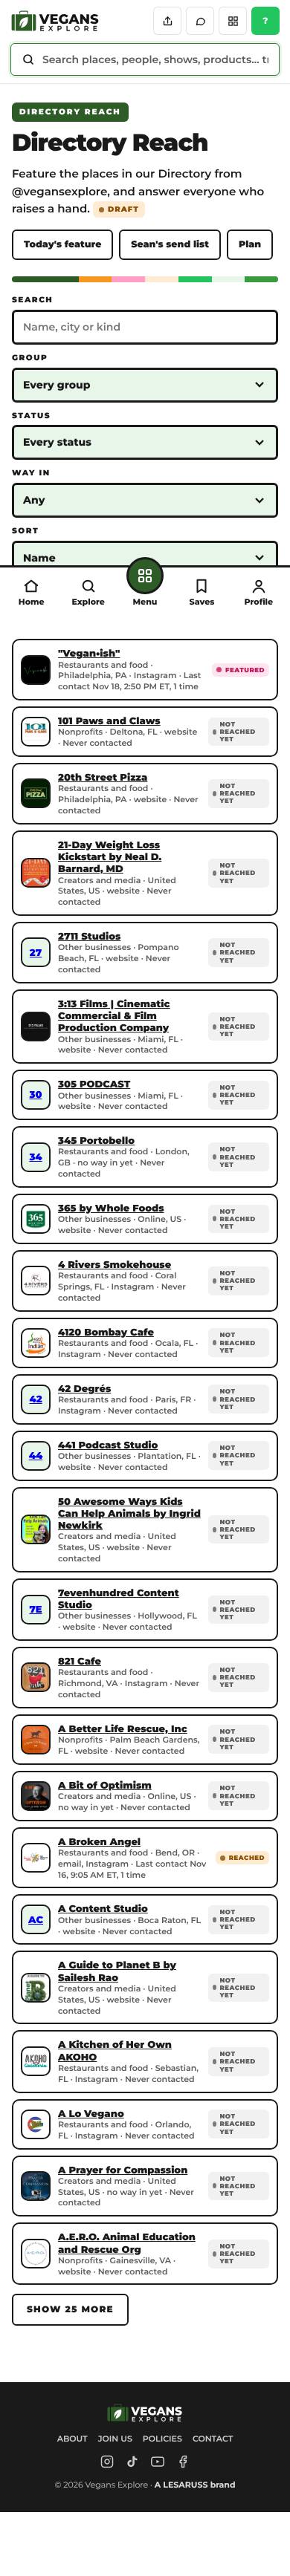 VEGANS
EXPLORE
?
Search people, places, shows, products... tr
DIRECTORY REACH
Directory Reach
Feature the places in our Directory from
@vegansexplore, and answer everyone who
raises a hand. DRAFT
Today's feature
Sean's send list
Plan
SEARCH
Name, city or kind
GROUP
Every group
STATUS
Every status
WAY IN
Any
SORT
Name
Home
Explore
Menu
Saves
Profile
"Vegan-ish"
Restaurants and food ·
Philadelphia, PA · Instagram · Last
contact Nov 18, 2:50 PM ET, 1 time
FEATURED
101 Paws and Claws
Nonprofits · Deltona, FL · website
· Never contacted
NOT
REACHED
YET
20th Street Pizza
Restaurants and food ·
Philadelphia, PA · website · Never
contacted
NOT
REACHED
YET
21-Day Weight Loss
Kickstart by Neal D.
Barnard, MD
Creators and media · United
States, US · website · Never
contacted
NOT
REACHED
YET
27
2711 Studios
Other businesses · Pompano
Beach, FL · website · Never
contacted
NOT
REACHED
YET
3:13 Films | Cinematic
Commercial & Film
Production Company
Other businesses · Miami, FL ·
website · Never contacted
NOT
REACHED
YET
30
305 PODCAST
Other businesses · Miami, FL ·
website · Never contacted
NOT
REACHED
YET
34
345 Portobello
Restaurants and food · London,
GB · no way in yet · Never
contacted
NOT
REACHED
YET
365
365 by Whole Foods
Other businesses · Online, US ·
website · Never contacted
NOT
REACHED
YET
4 Rivers Smokehouse
Restaurants and food · Coral
Springs, FL · Instagram · Never
contacted
NOT
REACHED
YET
4120 Bombay Cafe
Restaurants and food · Ocala, FL ·
Instagram · Never contacted
NOT
REACHED
YET
42
42 Degrés
Restaurants and food · Paris, FR ·
Instagram · Never contacted
NOT
REACHED
YET
44
441 Podcast Studio
Other businesses · Plantation, FL ·
website · Never contacted
NOT
REACHED
YET
50 Awesome Ways Kids
Can Help Animals by Ingrid
Newkirk
Creators and media · United
States, US · website · Never
contacted
NOT
REACHED
YET
7E
7evenhundred Content
Studio
Other businesses · Hollywood, FL
· website · Never contacted
NOT
REACHED
YET
821 Cafe
Restaurants and food ·
Richmond, VA · Instagram · Never
contacted
NOT
REACHED
YET
A Better Life Rescue, Inc
Nonprofits · Palm Beach Gardens,
FL · website · Never contacted
NOT
REACHED
YET
A Bit of Optimism
Creators and media · Online, US ·
no way in yet · Never contacted
NOT
REACHED
YET
A Broken Angel
Restaurants and food · Bend, OR ·
email, Instagram · Last contact Nov
16, 9:05 AM ET, 1 time
REACHED
AC
A Content Studio
Other businesses · Boca Raton, FL
· website · Never contacted
NOT
REACHED
YET
A Guide to Planet B by
Sailesh Rao
Creators and media · United
States, US · website · Never
contacted
NOT
REACHED
YET
A Kitchen of Her Own
AKOHO
Restaurants and food · Sebastian,
FL · Instagram · Never contacted
NOT
REACHED
YET
A Lo Vegano
Restaurants and food · Orlando,
FL · Instagram · Never contacted
NOT
REACHED
YET
A Prayer for Compassion
Creators and media · United
States, US · no way in yet · Never
contacted
NOT
REACHED
YET
A.E.R.O. Animal Education
and Rescue Org
Nonprofits · Gainesville, VA ·
website · Never contacted
NOT
REACHED
YET
SHOW 25 MORE
VEGANS
EXPLORE
ABOUT
JOIN US
POLICIES
CONTACT
© 2026 Vegans Explore · A LESARUSS brand